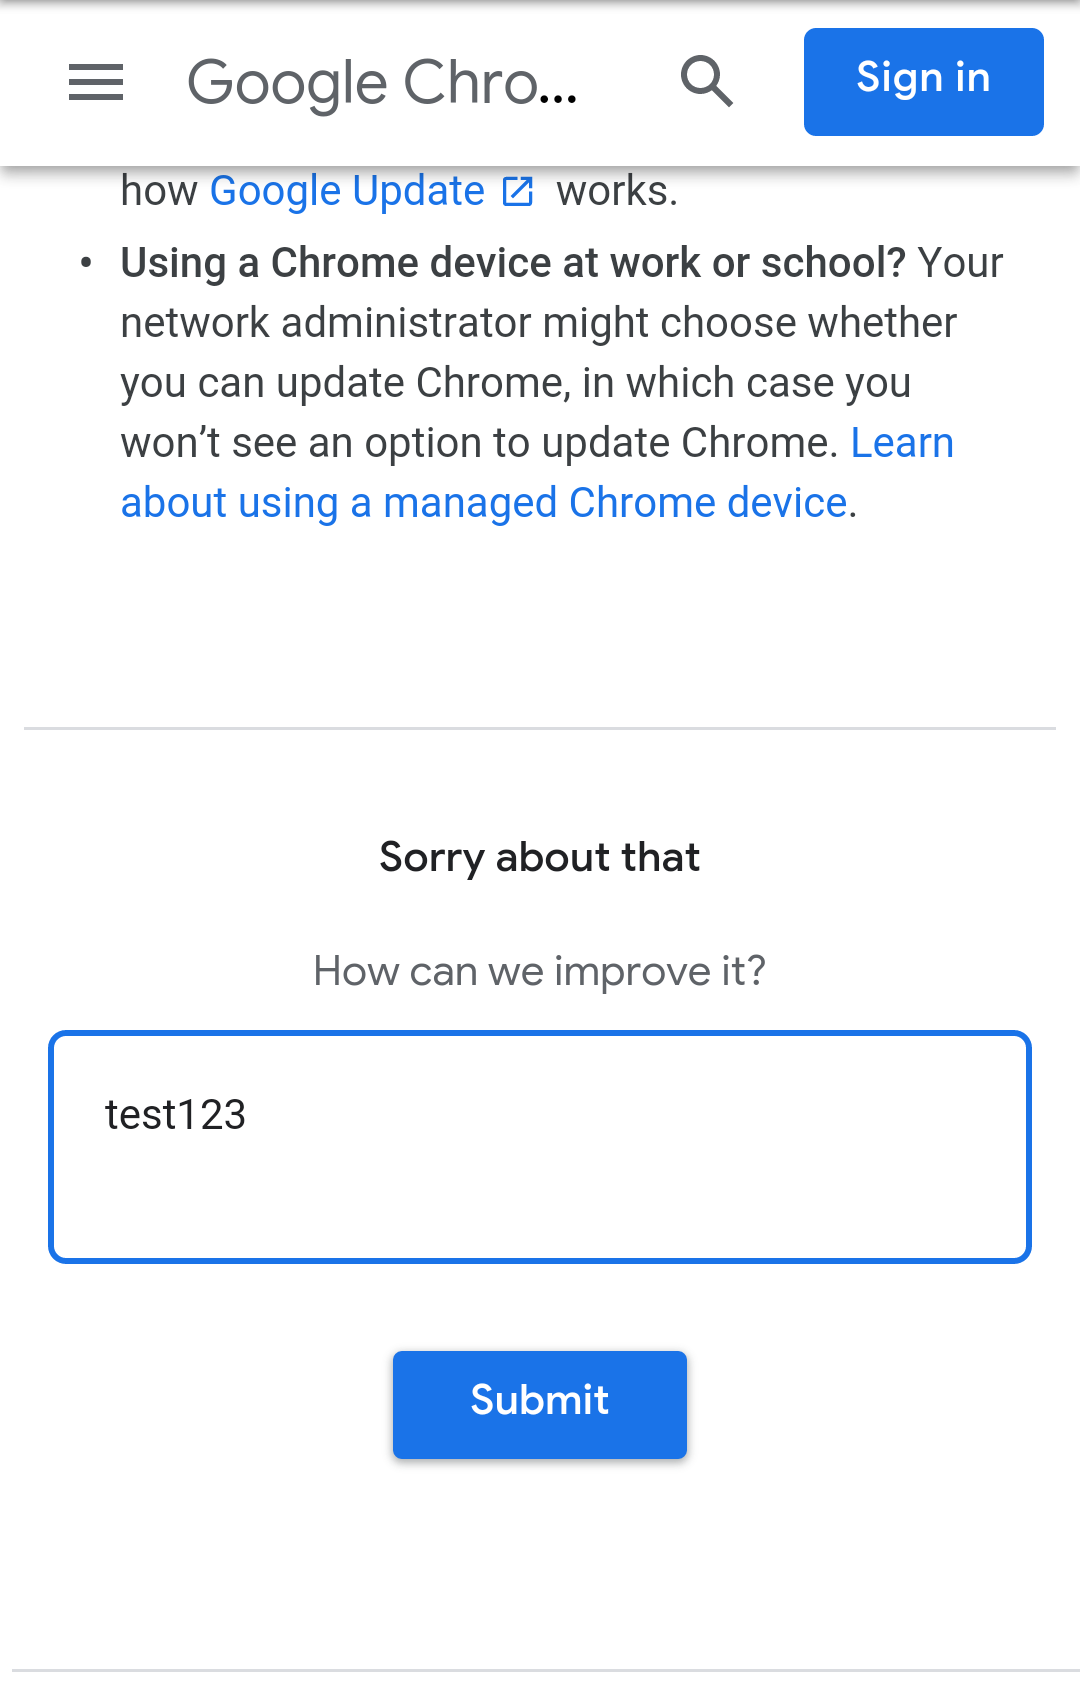 Google Chro...
Sign in
how Google Update works.
• Using a Chrome device at work or school? Your
network administrator might choose whether
you can update Chrome, in which case you
won’t see an option to update Chrome. Learn
about using a managed Chrome device.
Sorry about that
How can we improve it?
test123
Submit